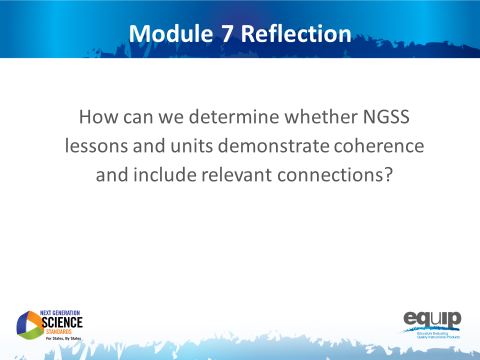 Module 7 Reflection
How can we determine whether NGSS
lessons and units demonstrate coherence
and include relevant connections?
NEXT GENERATION
SCIENCE
STANDARDS
For States, By States
equip
Educators Evaluating
Quality Instructional Products